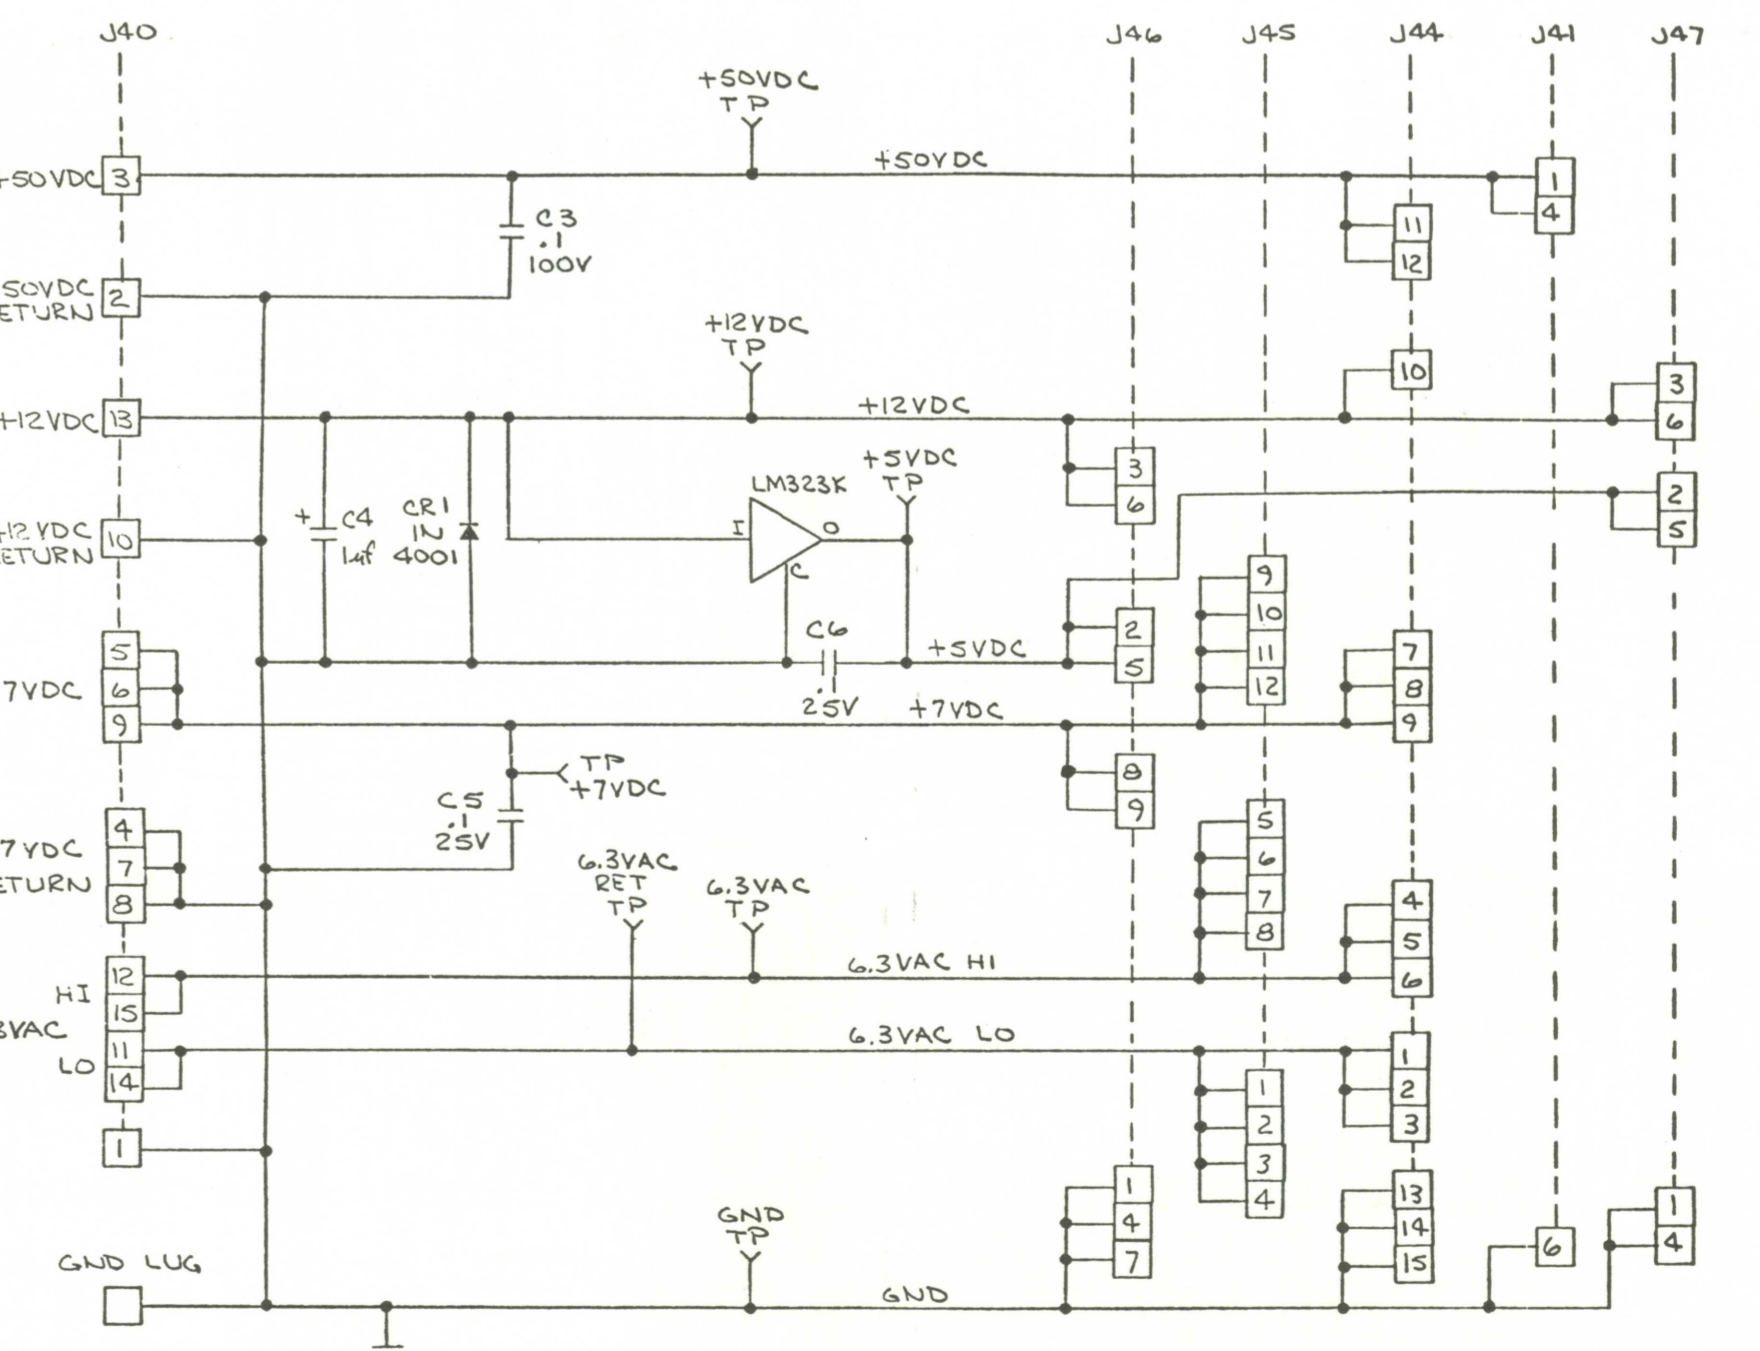 J40
J46
J45
J44
J41
J47
+50VDC
TP
+50VDC
+50VDC
3
1
4
11
12
C3
.1
100V
50VDC
ETURN
2
+12VDC
TP
10
3
6
+12VDC
13
+12VDC
3
6
+5VDC
TP
LM323K
I
O
C
2
5
+12VDC
ETURN
10
+
C4
1uf
CR1
IN
4001
9
10
11
12
2
5
C6
.1
25V
+5VDC
7
8
9
7VDC
5
6
9
+7VDC
TP
+7VDC
8
9
C5
.1
25V
7VDC
ETURN
4
7
8
6.3VAC
RET
TP
6.3VAC
TP
5
6
7
8
4
5
6
HI
12
15
6.3VAC HI
3VAC
LO
11
14
6.3VAC LO
1
2
3
1
2
3
4
1
1
4
7
13
14
15
1
4
6
GND
TP
GND LUG
GND